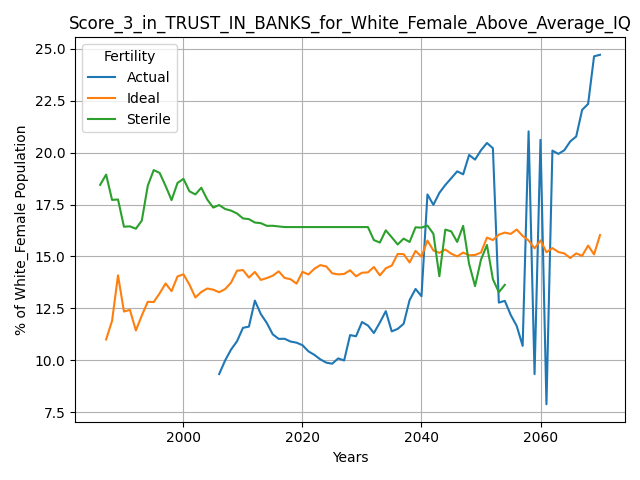 Score_3_in_TRUST_IN_BANKS_for_White_Female_Above_Average_IQ
Fertility
Actual
Ideal
Sterile
% of White_Female Population
25.0
22.5
20.0
17.5
15.0
12.5
10.0
7.5
2000
2020
2040
2060
Years